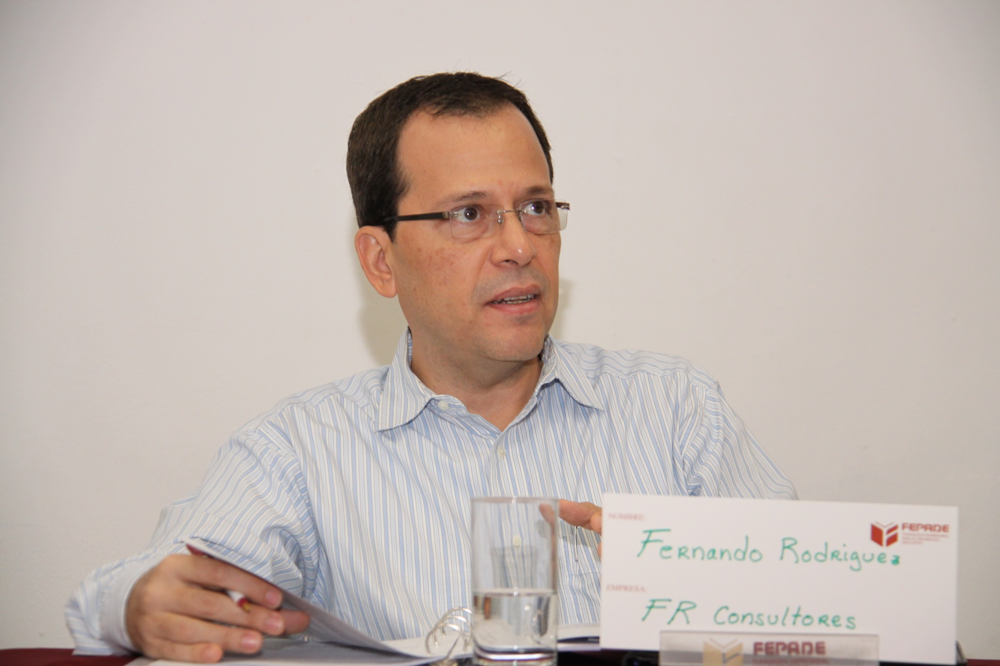 NOMBRE:
FEPADE
Fernando Rodriguez
EMPRESA:
FR Consultores
FEPADE